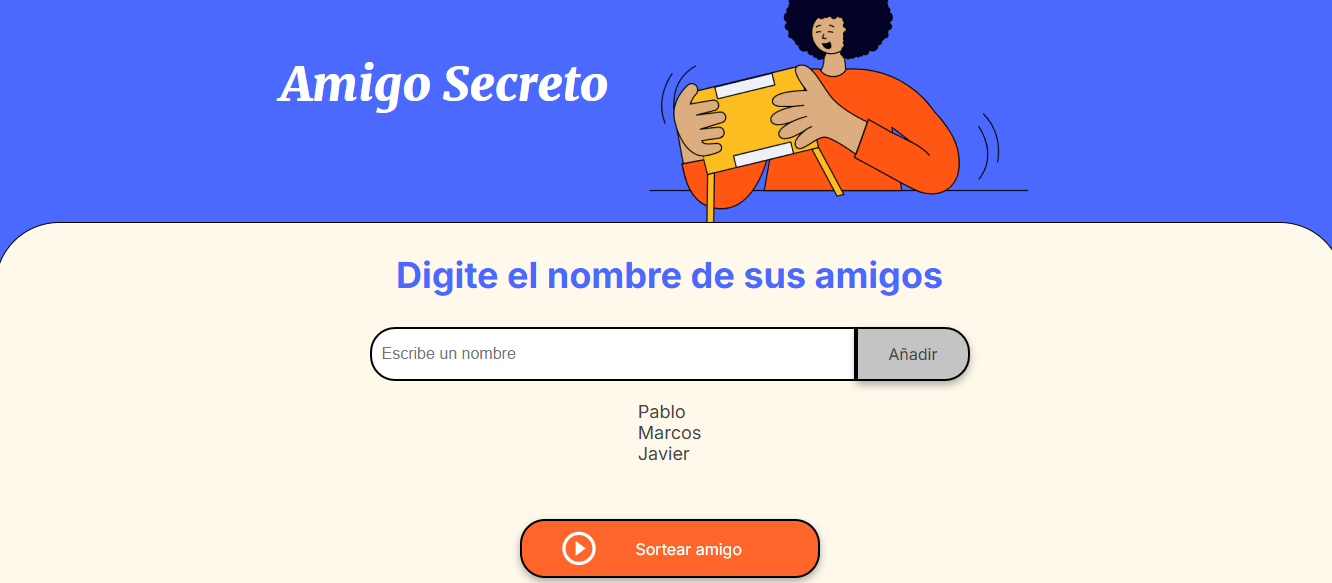 Amigo Secreto
Digite el nombre de sus amigos
Escribe un nombre
Añadir
Pablo
Marcos
Javier
Sortear amigo